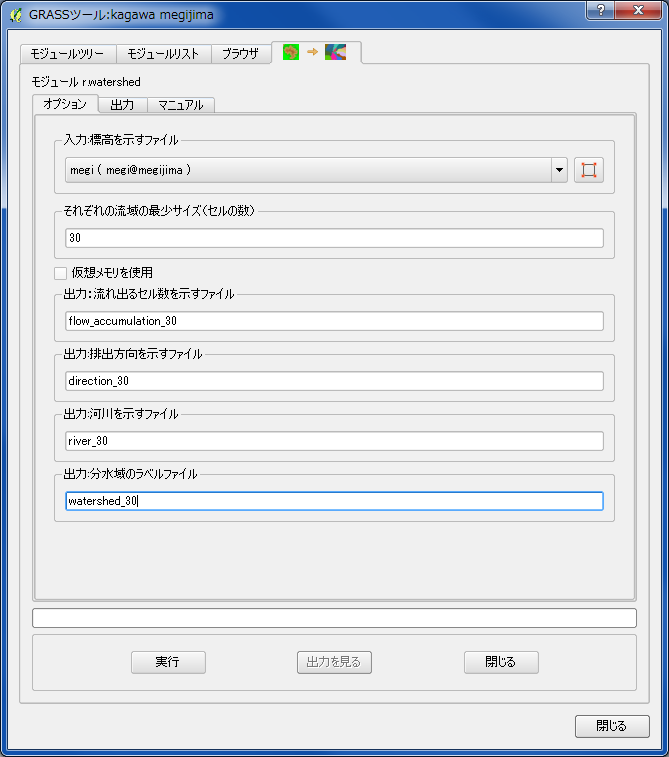 GRASSツール:kagawa megijima
モジュールツリー モジュールリスト ブラウザ
モジュール r.watershed
オプション 出力 マニュアル
入力:標高を示すファイル
megi ( megi@megijima )
それぞれの流域の最少サイズ(セルの数)
30
仮想メモリを使用
出力:流れ出るセル数を示すファイル
flow_accumulation_30
出力:排出方向を示すファイル
direction_30
出力:河川を示すファイル
river_30
出力:分水域のラベルファイル
watershed_30
実行 出力を見る 閉じる
閉じる